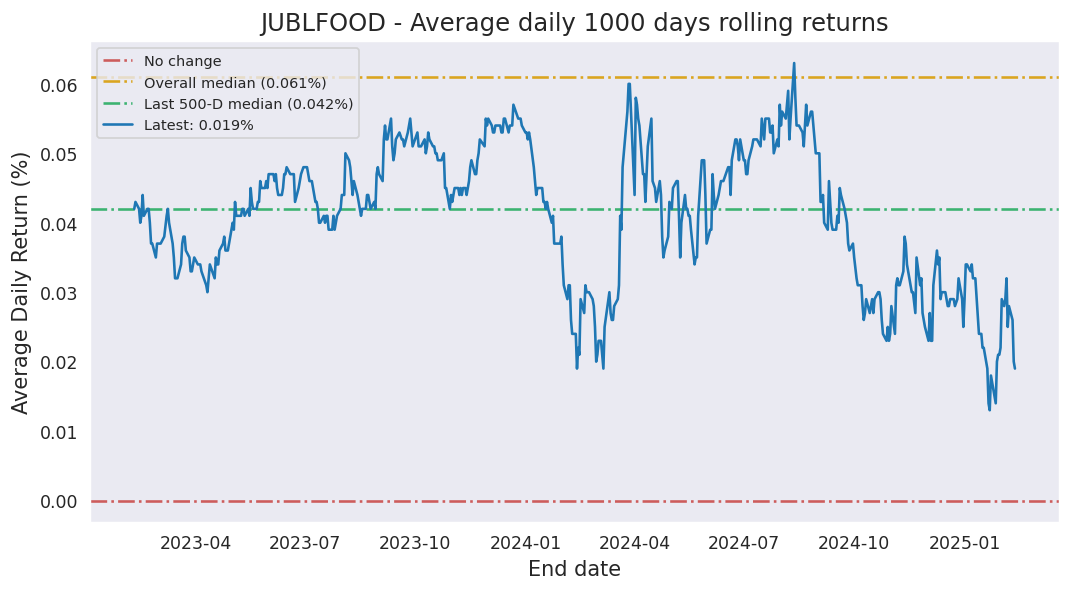 JUBLFOOD - Average daily 1000 days rolling returns
No change
Overall median (0.061%)
Last 500-D median (0.042%)
Latest: 0.019%
Average Daily Return (%)
0.06
0.05
0.04
0.03
0.02
0.01
0.00
2023-04 2023-07 2023-10 2024-01 2024-04 2024-07 2024-10 2025-01
End date